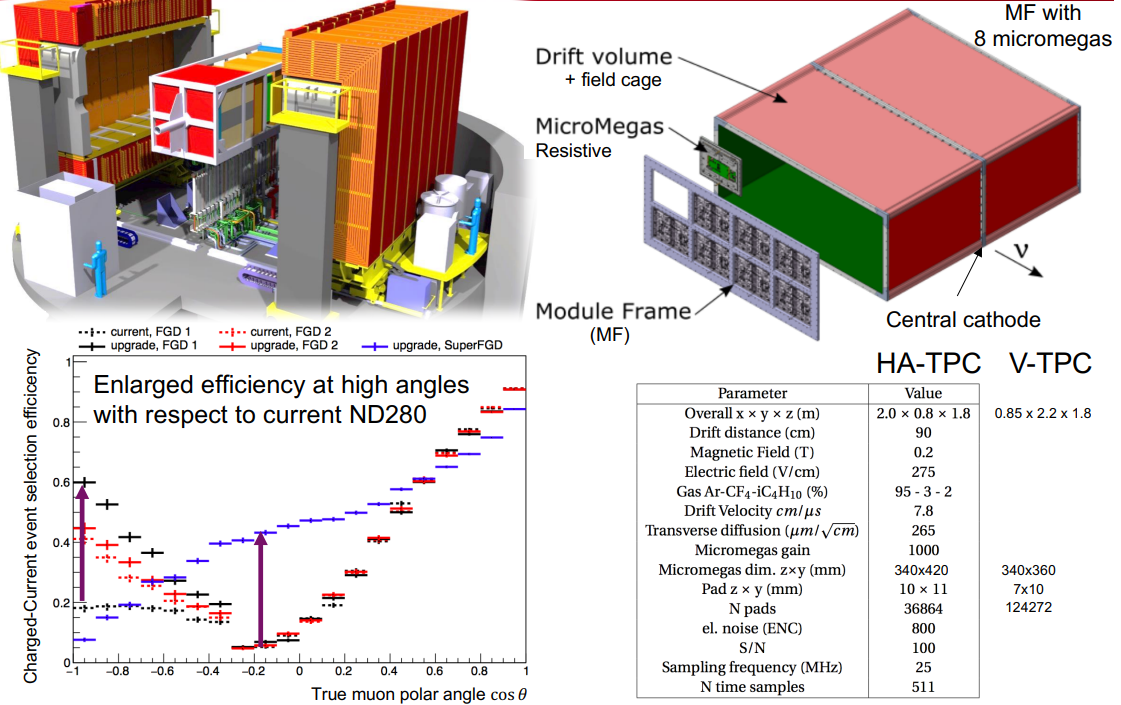 MF with
8 micromegas
Drift volume
+ field cage
MicroMegas
Resistive
ν
Module Frame
(MF)
Central cathode
current, FGD 1
current, FGD 2
upgrade, FGD 1
upgrade, FGD 2
upgrade, SuperFGD
Enlarged efficiency at high angles
with respect to current ND280
Charged-Current event selection efficency
1
0.8
0.6
0.4
0.2
0
−1 −0.8 −0.6 −0.4 −0.2 0 0.2 0.4 0.6 0.8 1
True muon polar angle cos θ
HA-TPC V-TPC
Parameter Value
Overall x × y × z (m) 2.0 × 0.8 × 1.8 0.85 x 2.2 x 1.8
Drift distance (cm) 90
Magnetic Field (T) 0.2
Electric field (V/cm) 275
Gas Ar-CF₄-iC₄H₁₀ (%) 95 - 3 - 2
Drift Velocity cm/μs 7.8
Transverse diffusion (μm/√cm) 265
Micromegas gain 1000
Micromegas dim. z×y (mm) 340x420 340x360
Pad z × y (mm) 10 × 11 7x10
N pads 36864 124272
el. noise (ENC) 800
S/N 100
Sampling frequency (MHz) 25
N time samples 511